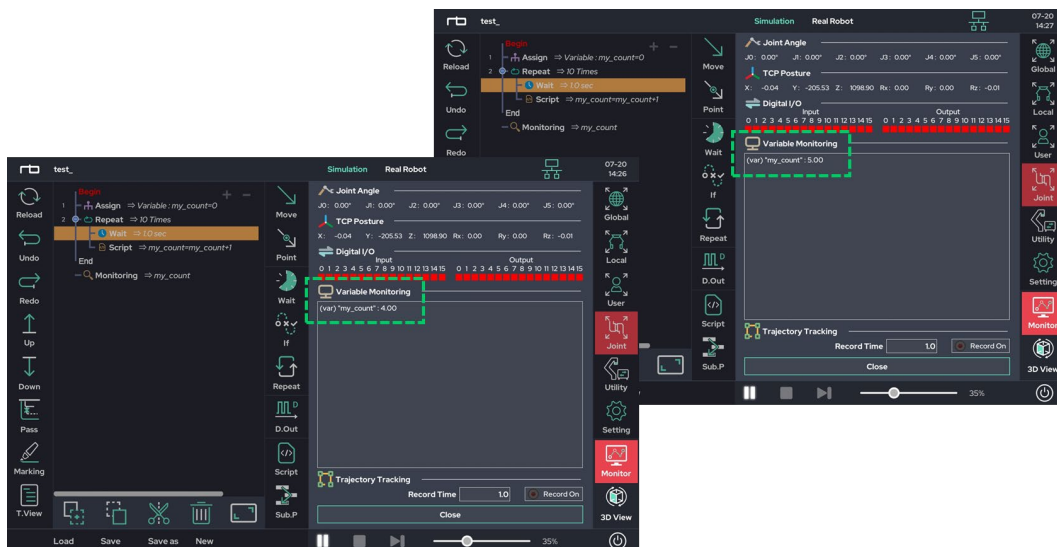 test_
Simulation Real Robot
07-20
14:27
Reload
Undo
Redo
Begin
1 Assign ⇒ Variable : my_count=0
2 Repeat ⇒ 10 Times
Wait ⇒ 1.0 sec
Script ⇒ my_count=my_count+1
End
Monitoring ⇒ my_count
Move
Point
Wait
If
Repeat
D.Out
Script
Sub.P
Joint Angle
J0: 0.00° J1: 0.00° J2: 0.00° J3: 0.00° J4: 0.00° J5: 0.00°
TCP Posture
X: -0.04 Y: -205.53 Z: 1098.90 Rx: 0.00 Ry: 0.00 Rz: -0.01
Digital I/O
Input Output
0 1 2 3 4 5 6 7 8 9 10 11 12 13 14 15 0 1 2 3 4 5 6 7 8 9 10 11 12 13 14 15
Variable Monitoring
(var) "my_count" : 5.00
Trajectory Tracking
Record Time 1.0 Record On
Close
35%
Global
Local
User
Joint
Utility
Setting
Monitor
3D View
test_
Simulation Real Robot
07-20
14:26
Reload
Undo
Redo
Up
Down
Pass
Marking
T.View
Begin
1 Assign ⇒ Variable : my_count=0
2 Repeat ⇒ 10 Times
Wait ⇒ 1.0 sec
Script ⇒ my_count=my_count+1
End
Monitoring ⇒ my_count
Load Save Save as New
Move
Point
Wait
If
Repeat
D.Out
Script
Sub.P
Joint Angle
J0: 0.00° J1: 0.00° J2: 0.00° J3: 0.00° J4: 0.00° J5: 0.00°
TCP Posture
X: -0.04 Y: -205.53 Z: 1098.90 Rx: 0.00 Ry: 0.00 Rz: -0.01
Digital I/O
Input Output
0 1 2 3 4 5 6 7 8 9 10 11 12 13 14 15 0 1 2 3 4 5 6 7 8 9 10 11 12 13 14 15
Variable Monitoring
(var) "my_count" : 4.00
Trajectory Tracking
Record Time 1.0 Record On
Close
35%
Global
Local
User
Joint
Utility
Setting
Monitor
3D View